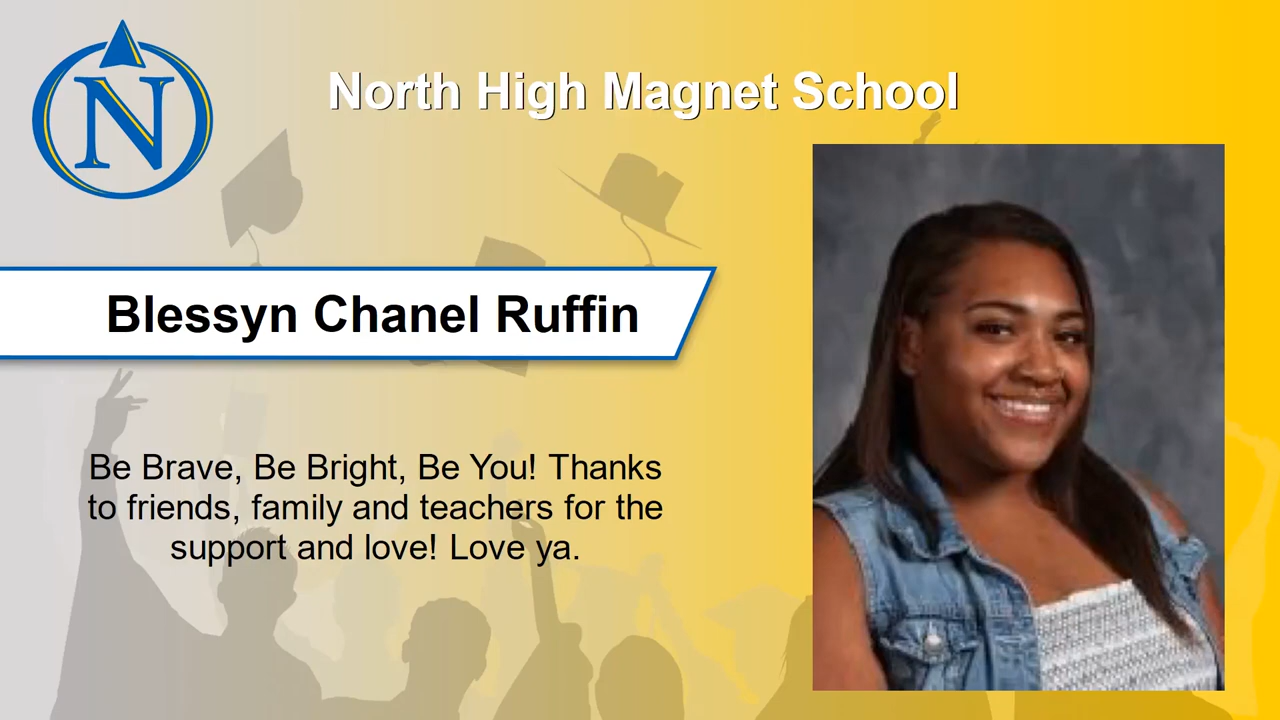 N
North High Magnet School
Blessyn Chanel Ruffin
Be Brave, Be Bright, Be You! Thanks
to friends, family and teachers for the
support and love! Love ya.